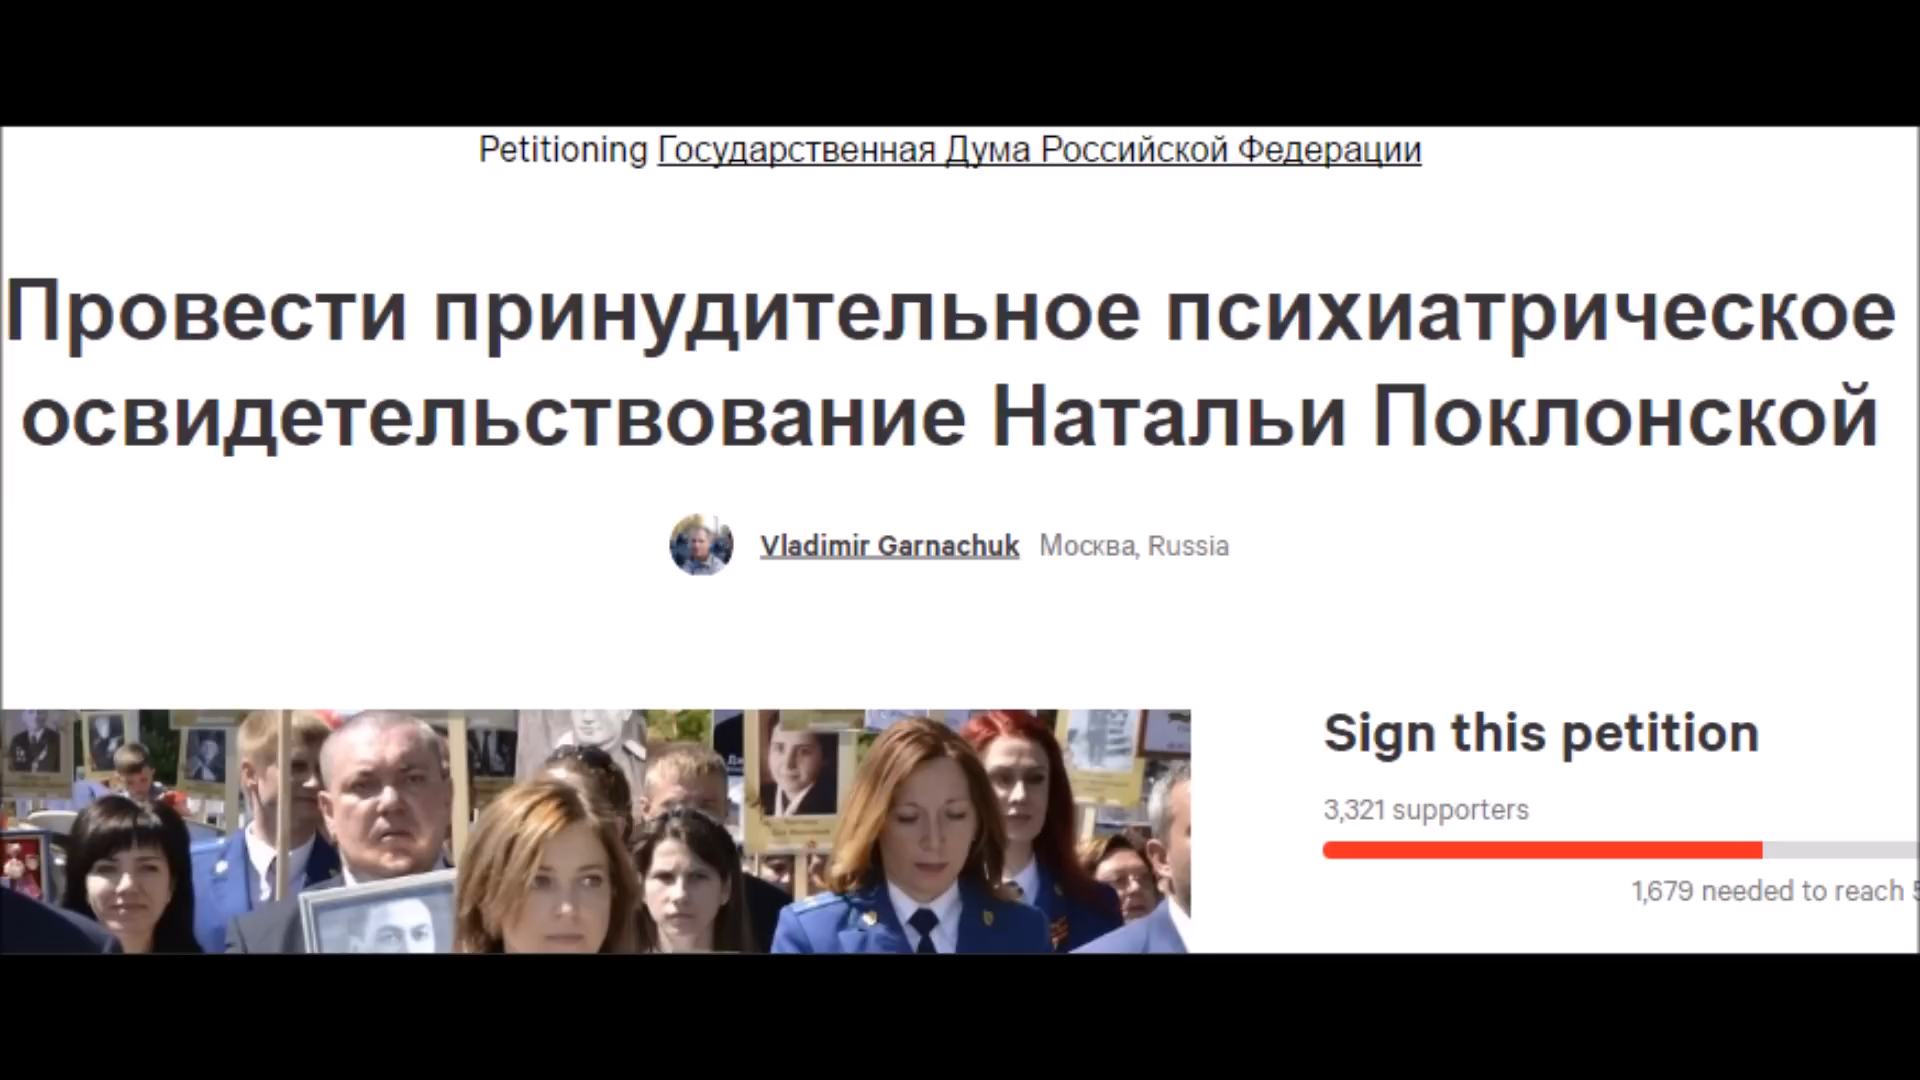 Petitioning Государственная Дума Российской Федерации
Провести принудительное психиатрическое
освидетельствование Натальи Поклонской
Vladimir Garnachuk Москва, Russia
Sign this petition
3,321 supporters
1,679 needed to reach